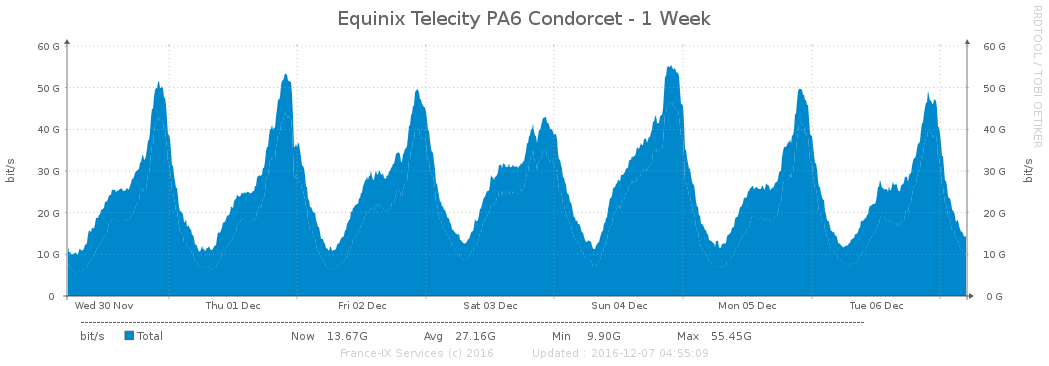 Equinix Telecity PA6 Condorcet - 1 Week
RRDTOOL / TOBI OETIKER
bit/s
60 G
50 G
40 G
30 G
20 G
10 G
0
60 G
50 G
40 G
30 G
20 G
10 G
0 G
bit/s
Wed 30 Nov Thu 01 Dec Fri 02 Dec Sat 03 Dec Sun 04 Dec Mon 05 Dec Tue 06 Dec
bit/s Total Now 13.67G Avg 27.16G Min 9.90G Max 55.45G
France-IX Services (c) 2016 Updated : 2016-12-07 04:55:09